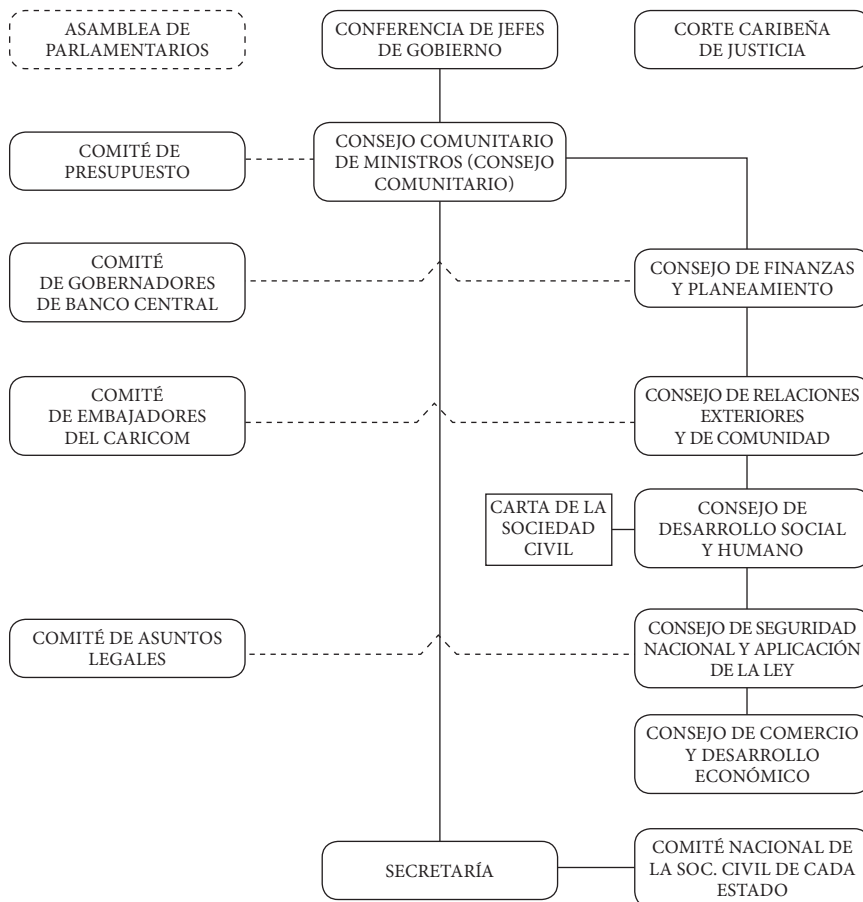 ASAMBLEA DE
PARLAMENTARIOS
CONFERENCIA DE JEFES
DE GOBIERNO
CORTE CARIBEÑA
DE JUSTICIA
COMITÉ DE
PRESUPUESTO
CONSEJO COMUNITARIO
DE MINISTROS (CONSEJO
COMUNITARIO)
COMITÉ
DE GOBERNADORES
DE BANCO CENTRAL
CONSEJO DE FINANZAS
Y PLANEAMIENTO
COMITÉ
DE EMBAJADORES
DEL CARICOM
CONSEJO DE RELACIONES
EXTERIORES
Y DE COMUNIDAD
CARTA DE LA
SOCIEDAD
CIVIL
CONSEJO DE
DESARROLLO SOCIAL
Y HUMANO
COMITÉ DE ASUNTOS
LEGALES
CONSEJO DE SEGURIDAD
NACIONAL Y APLICACIÓN
DE LA LEY
CONSEJO DE COMERCIO
Y DESARROLLO
ECONÓMICO
SECRETARÍA
COMITÉ NACIONAL DE
LA SOC. CIVIL DE CADA
ESTADO